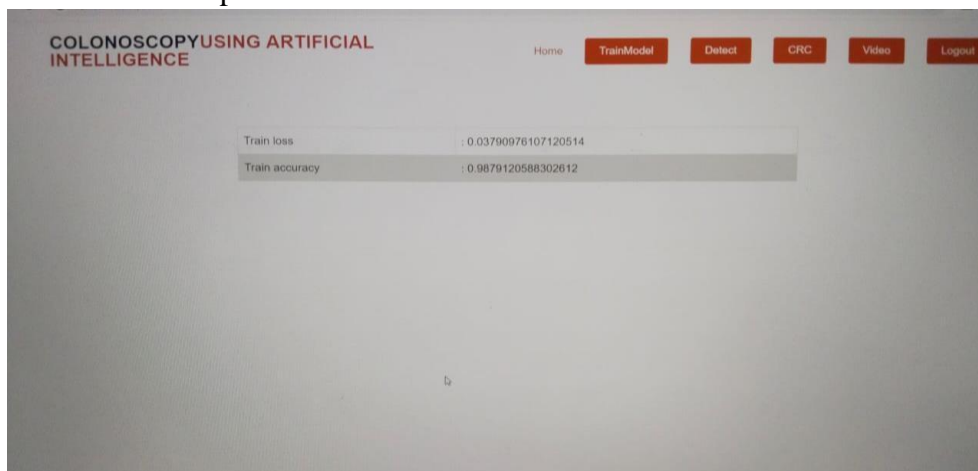 COLONOSCOPYUSING ARTIFICIAL
INTELLIGENCE
Home TrainModel Detect CRC Video Logout
Train loss : 0.03790976107120514
Train accuracy : 0.9879120588302612